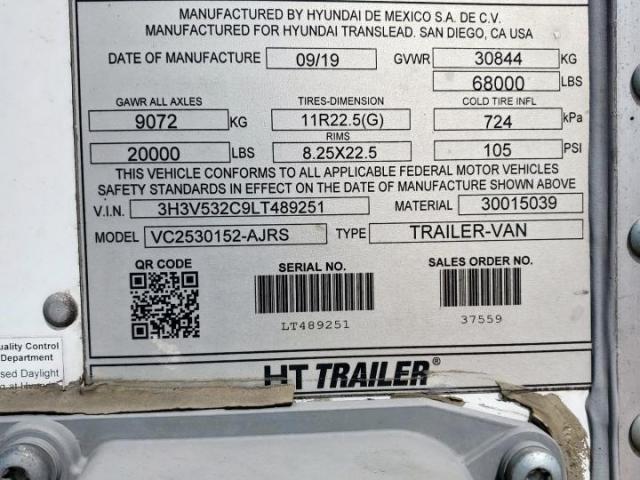 MANUFACTURED BY HYUNDAI DE MEXICO S.A. DE C.V.
MANUFACTURED FOR HYUNDAI TRANSLEAD. SAN DIEGO, CA USA
DATE OF MANUFACTURE 09/19 GVWR 30844 KG
68000 LBS
GAWR ALL AXLES TIRES-DIMENSION COLD TIRE INFL
9072 KG 11R22.5(G) 724 kPa
RIMS
20000 LBS 8.25X22.5 105 PSI
THIS VEHICLE CONFORMS TO ALL APPLICABLE FEDERAL MOTOR VEHICLES
SAFETY STANDARDS IN EFFECT ON THE DATE OF MANUFACTURE SHOWN ABOVE
V.I.N. 3H3V532C9LT489251 MATERIAL 30015039
MODEL VC2530152-AJRS TYPE TRAILER-VAN
QR CODE SERIAL NO. SALES ORDER NO.
LT489251 37559
HT TRAILER®
uality Control
Department
sed Daylight